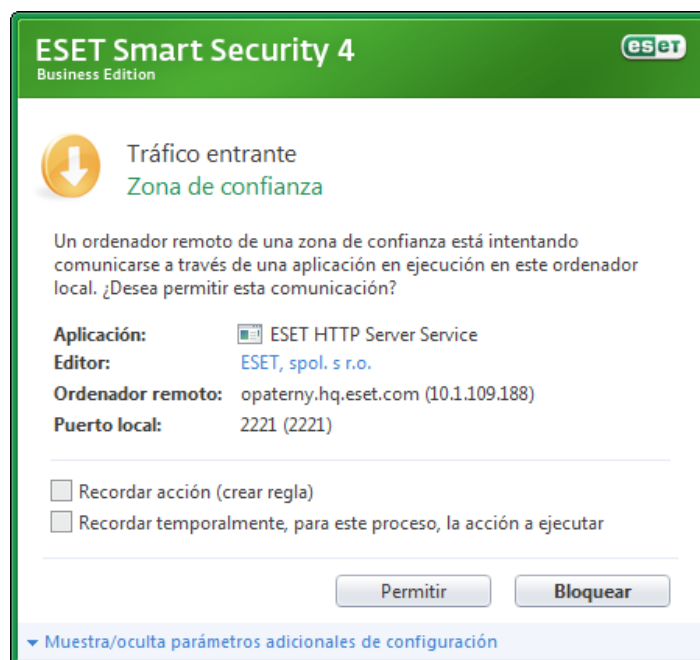 ESET Smart Security 4
eseT
Business Edition
Tráfico entrante
Zona de confianza
Un ordenador remoto de una zona de confianza está intentando
comunicarse a través de una aplicación en ejecución en este ordenador
local. ¿Desea permitir esta comunicación?
Aplicación: ESET HTTP Server Service
Editor: ESET, spol. s r.o.
Ordenador remoto: opaterny.hq.eset.com (10.1.109.188)
Puerto local: 2221 (2221)
Recordar acción (crear regla)
Recordar temporalmente, para este proceso, la acción a ejecutar
Permitir Bloquear
Muestra/oculta parámetros adicionales de configuración